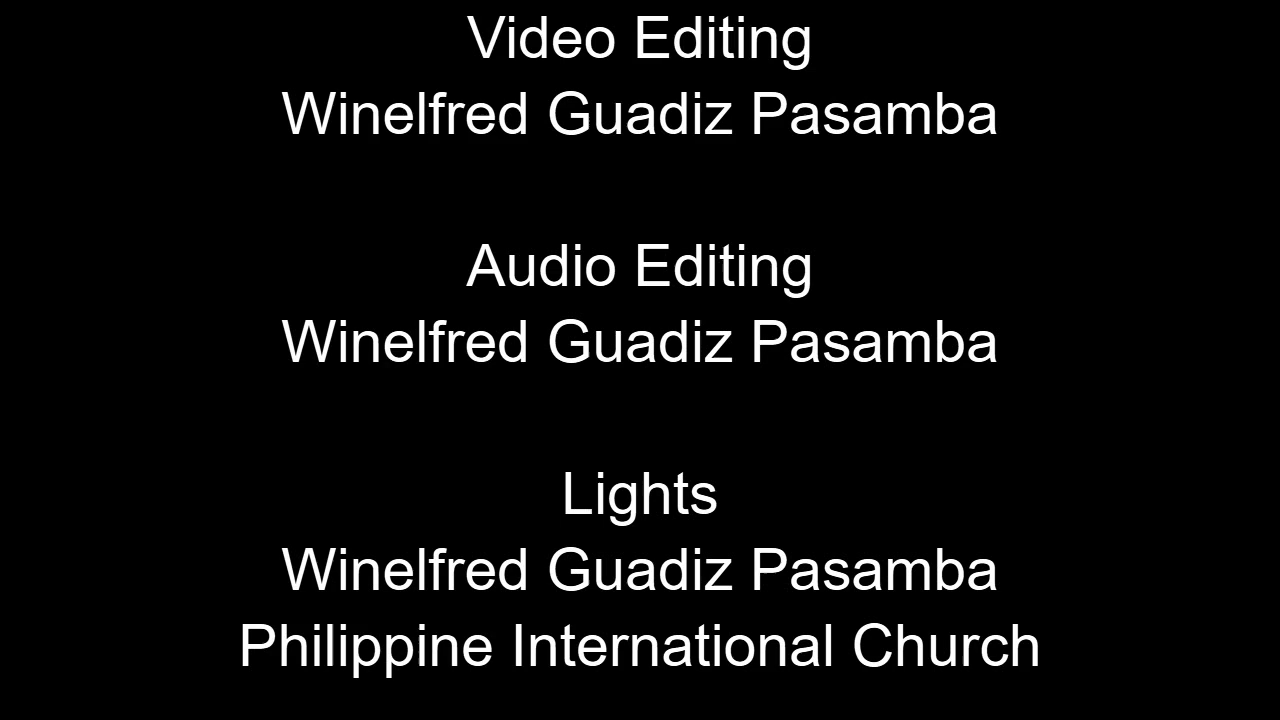 Video Editing
Winelfred Guadiz Pasamba
Audio Editing
Winelfred Guadiz Pasamba
Lights
Winelfred Guadiz Pasamba
Philippine International Church